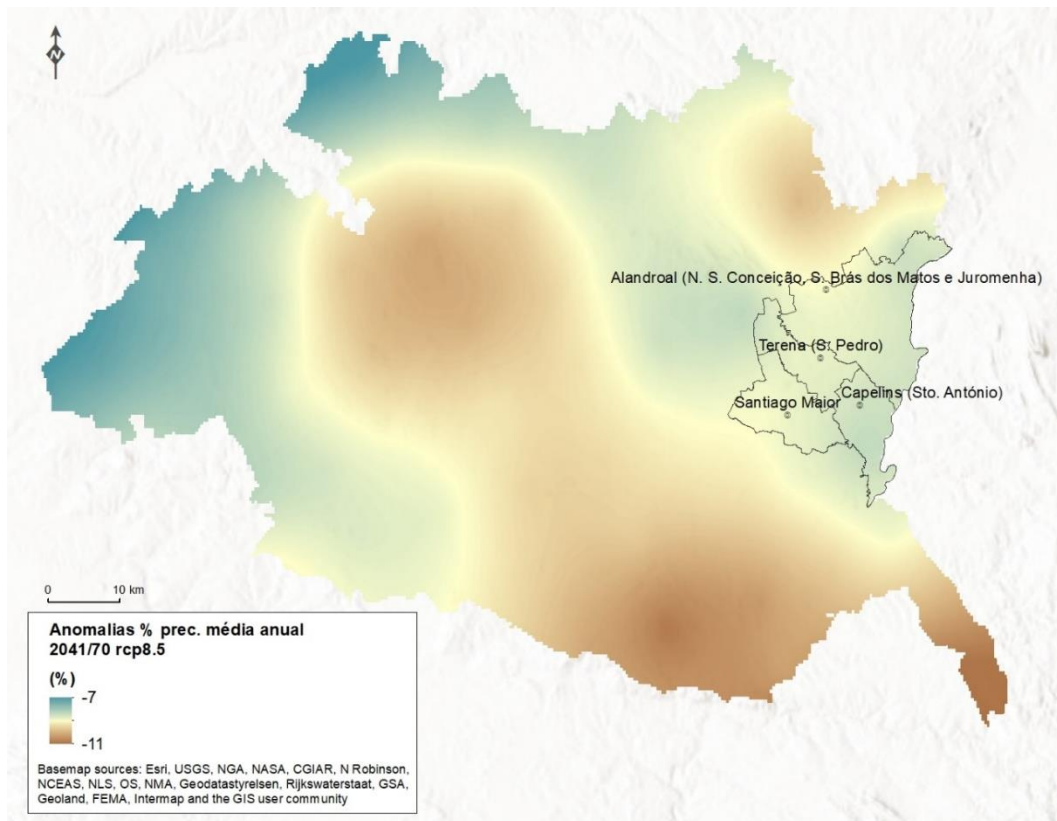 N
Alandroal (N. S. Conceição, S. Brás dos Matos e Juromenha)
Terena (S. Pedro)
Capelins (Sto. António)
Santiago Maior
0 10 km
Anomalias % prec. média anual
2041/70 rcp8.5
(%)
-7
-11
Basemap sources: Esri, USGS, NGA, NASA, CGIAR, N Robinson,
NCEAS, NLS, OS, NMA, Geodatastyrelsen, Rijkswaterstaat, GSA,
Geoland, FEMA, Intermap and the GIS user community